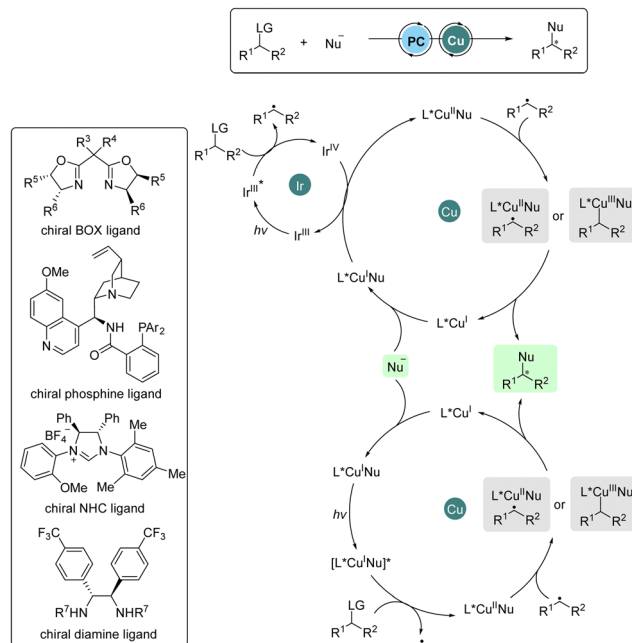 LG
R¹ R² + Nu⁻ PC Cu Nu
R¹ * R²
R³ R⁴
O O
R⁵ N N R⁵
R⁶ R⁶
chiral BOX ligand
OMe
N
N NH PAr₂
O
chiral phosphine ligand
Ph Ph
BF₄⁻
N + N Me
OMe Me Me
chiral NHC ligand
F₃C CF₃
R⁷HN NHR⁷
chiral diamine ligand
LG
R¹ R²
R¹ R²
Ir^IV
Ir^III*
Ir
hν
Ir^III
L*Cu^IINu
R¹ R²
Cu
L*Cu^IINu
R¹ R²
or
L*Cu^IIINu
R¹ R²
L*Cu^INu
L*Cu^I
Nu⁻
Nu
R¹ * R²
L*Cu^I
L*Cu^INu
hν
Cu
L*Cu^IINu
R¹ R²
or
L*Cu^IIINu
R¹ R²
[L*Cu^INu]*
LG
R¹ R²
L*Cu^IINu
R¹ R²